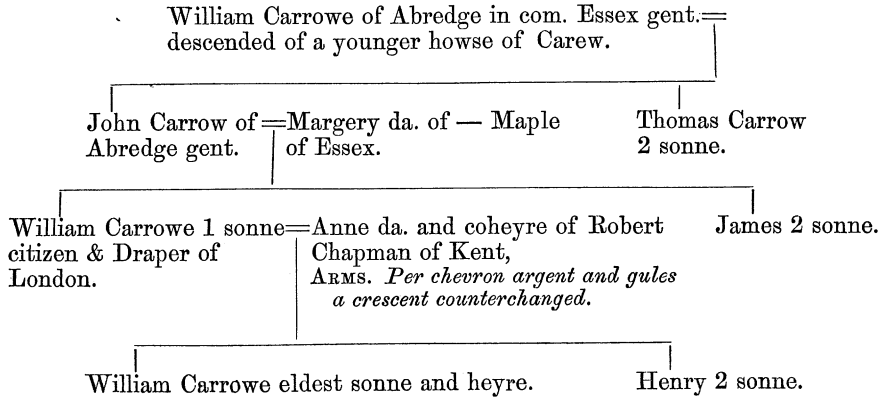 William Carrowe of Abredge in com. Essex gent.=
descended of a younger howse of Carew.
John Carrow of=Margery da. of — Maple
Abredge gent.
of Essex.
Thomas Carrow
2 sonne.
William Carrowe 1 sonne=Anne da. and coheyre of Robert
citizen & Draper of
London.
Chapman of Kent,
ARMS. Per chevron argent and gules
a crescent counterchanged.
James 2 sonne.
William Carrowe eldest sonne and heyre.
Henry 2 sonne.